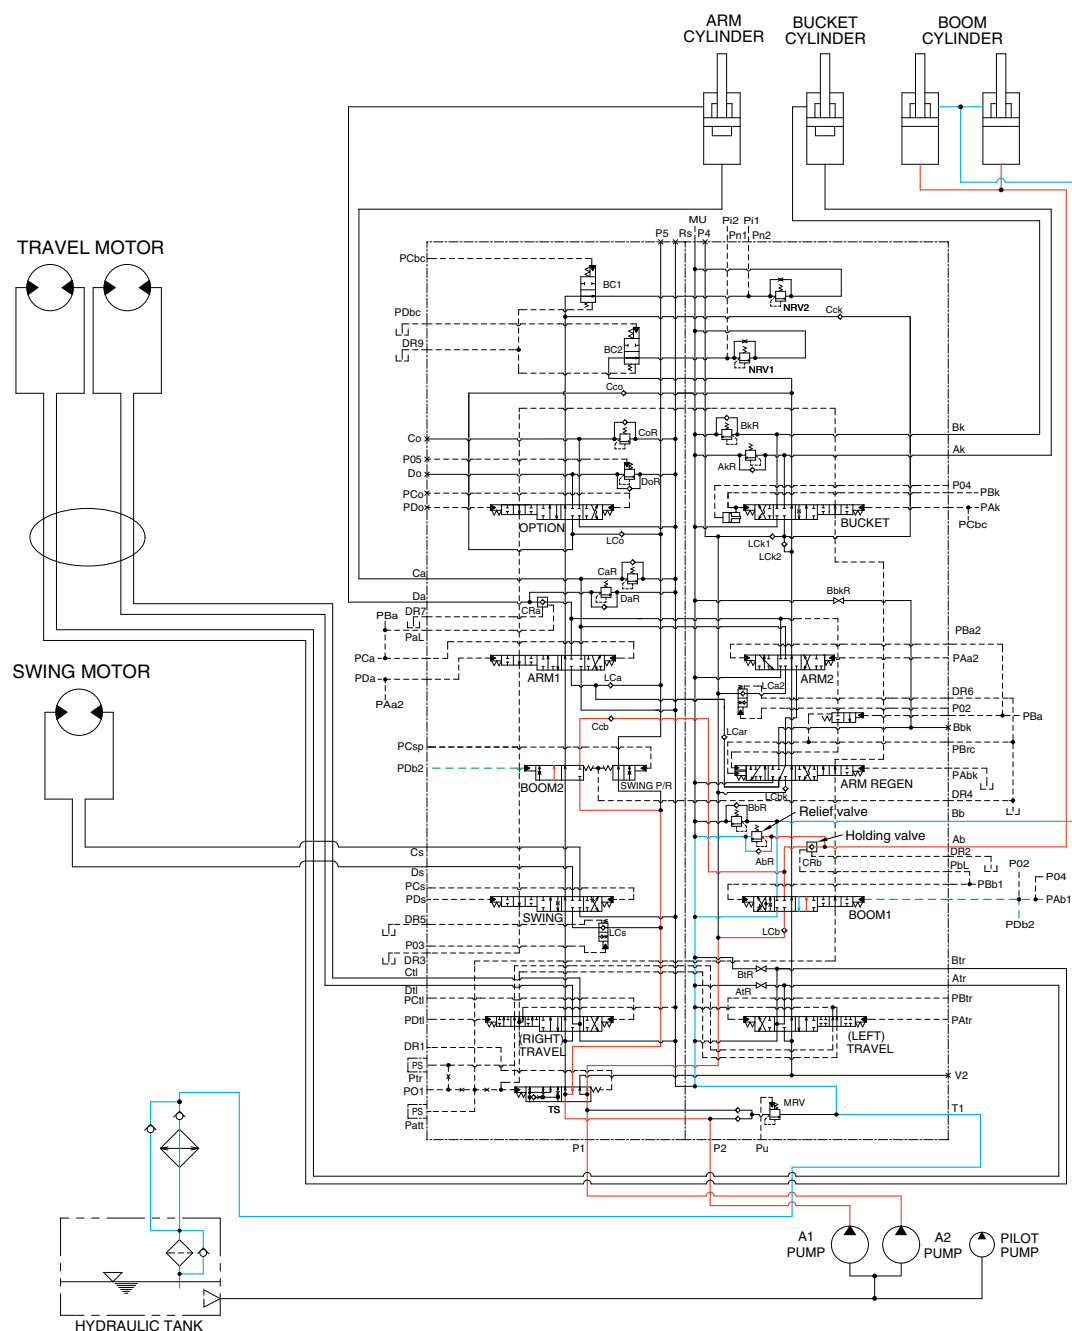 ARM
CYLINDER
BUCKET
CYLINDER
BOOM
CYLINDER
TRAVEL MOTOR
SWING MOTOR
MU
Pi2 Pi1
P5 Rs P4
Pn1 Pn2
PCbc
BC1
NRV2
Cck
PDbc
DR9
BC2
NRV1
Cco
Co
CoR
BkR
Bk
P05
Do
DoR
AkR
Ak
PCo
PDo
OPTION
P04
PBk
PAk
PCbc
BUCKET
LCo
LCk1
LCk2
Ca
CaR
Da
DaR
BbkR
DR7
CRa
PBa
PaL
PBa2
PCa
PDa
PAa2
ARM1
ARM2
PAa2
LCa
LCa2
DR6
P02
PBa
Ccb
LCar
Bbk
PCsp
PDb2
BOOM2
SWING P/R
PBrc
PAbk
ARM REGEN
LCbk
DR4
BbR
Relief valve
Bb
Holding valve
Ab
AbR
CRb
DR2
PbL
Cs
Ds
PCs
PDs
SWING
DR5
LCs
P03
DR3
PBb1
P02
P04
PAb1
PDb2
BOOM1
LCb
Ctl
Dtl
PCtl
PDtl
(RIGHT)
TRAVEL
BtR
AtR
Btr
Atr
PBtr
PAtr
(LEFT)
TRAVEL
DR1
PS
Ptr
PO1
PS
Patt
TS
V2
MRV
T1
P1
P2
Pu
A1
PUMP
A2
PUMP
PILOT
PUMP
HYDRAULIC TANK